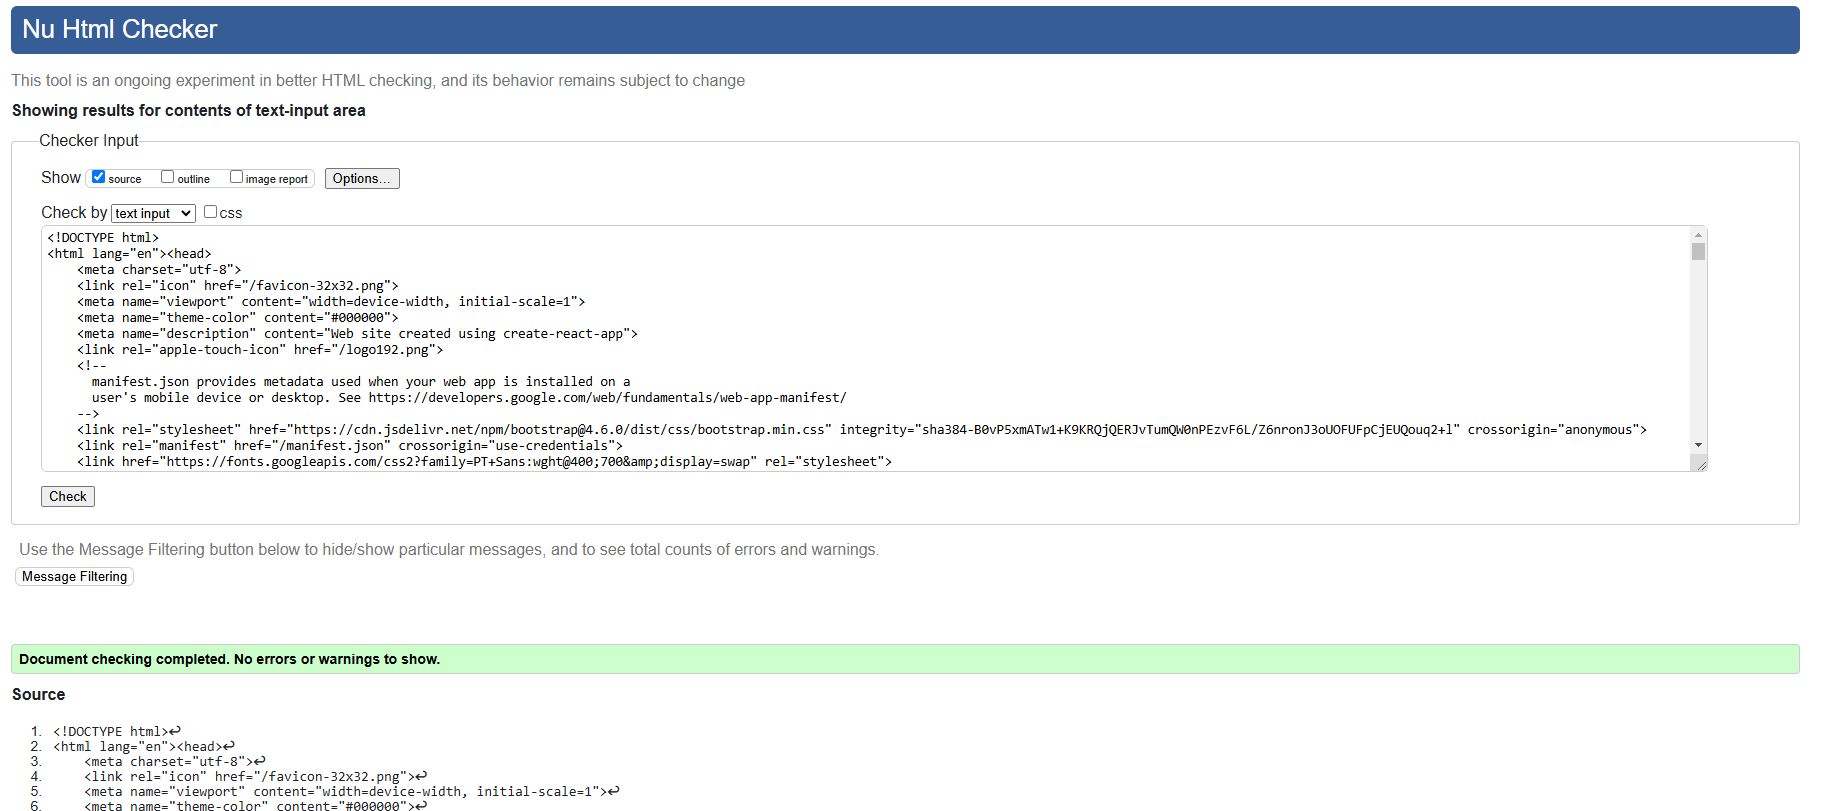 Nu Html Checker
This tool is an ongoing experiment in better HTML checking, and its behavior remains subject to change
Showing results for contents of text-input area
Checker Input
Show source outline image report Options...
Check by text input css
<!DOCTYPE html>
<html lang="en"><head>
<meta charset="utf-8">
<link rel="icon" href="/favicon-32x32.png">
<meta name="viewport" content="width=device-width, initial-scale=1">
<meta name="theme-color" content="#000000">
<meta name="description" content="Web site created using create-react-app">
<link rel="apple-touch-icon" href="/logo192.png">
<!--
manifest.json provides metadata used when your web app is installed on a
user's mobile device or desktop. See https://developers.google.com/web/fundamentals/web-app-manifest/
-->
<link rel="stylesheet" href="https://cdn.jsdelivr.net/npm/bootstrap@4.6.0/dist/css/bootstrap.min.css" integrity="sha384-B0vP5xmATw1+K9KRQjQERJvTumQW0nPEzvF6L/Z6nronJ3oUOFUFpCjEUQouq2+l" crossorigin="anonymous">
<link rel="manifest" href="/manifest.json" crossorigin="use-credentials">
<link href="https://fonts.googleapis.com/css2?family=PT+Sans:wght@400;700&amp;display=swap" rel="stylesheet">
Check
Use the Message Filtering button below to hide/show particular messages, and to see total counts of errors and warnings.
Message Filtering
Document checking completed. No errors or warnings to show.
Source
1. <!DOCTYPE html>↩
2. <html lang="en"><head>↩
3. <meta charset="utf-8">↩
4. <link rel="icon" href="/favicon-32x32.png">↩
5. <meta name="viewport" content="width=device-width, initial-scale=1">↩
6. <meta name="theme-color" content="#000000">↩